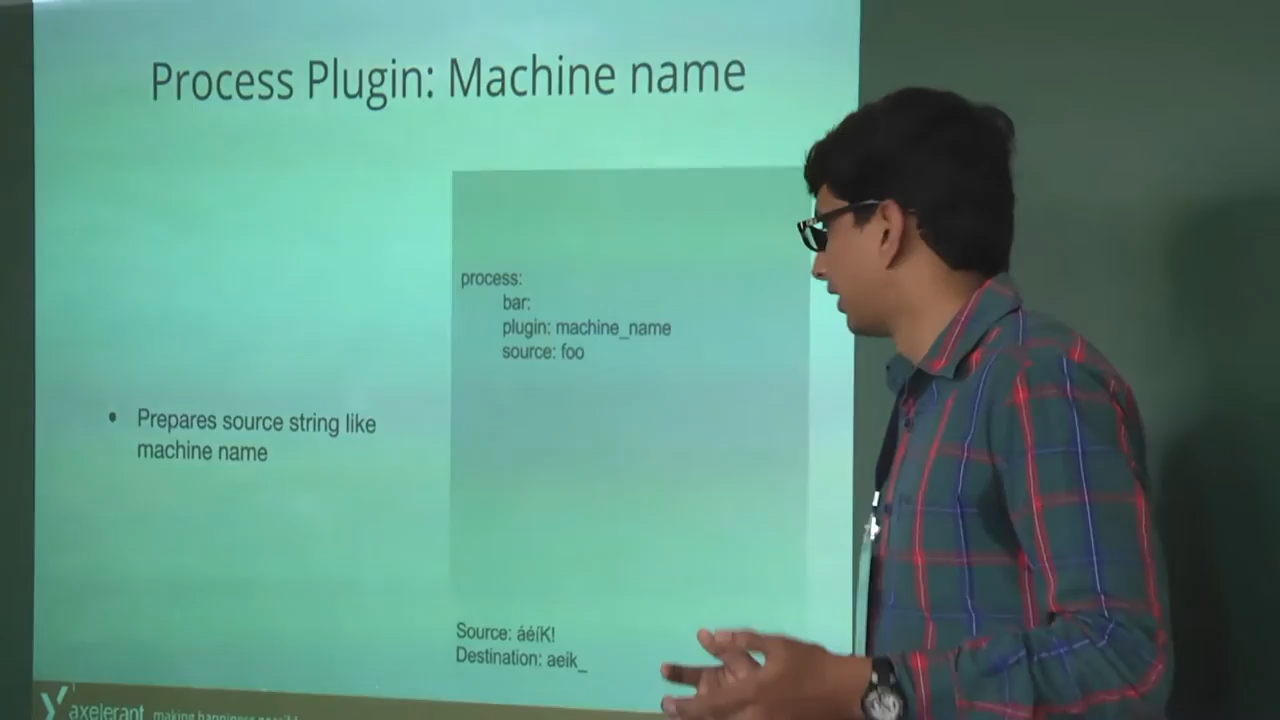 Process Plugin: Machine name
process:
bar:
plugin: machine_name
source: foo
• Prepares source string like
machine name
Source: áéíK!
Destination: aeik_
axelerant making